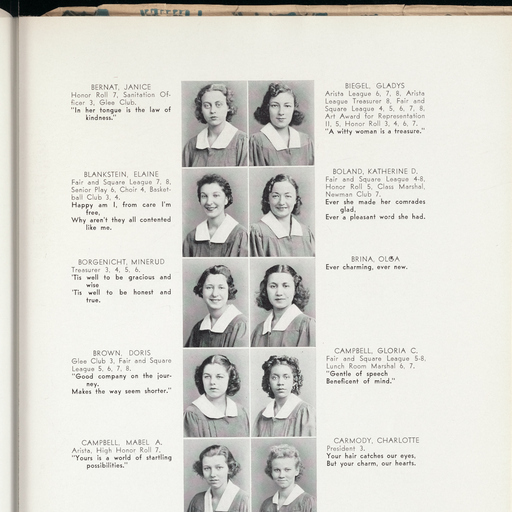 BERNAT, JANICE
Honor Roll 7, Sanitation Of-
ficer 3, Glee Club.
"In her tongue is the law of
kindness."
BIEGEL, GLADYS
Arista League 6, 7, 8, Arista
League Treasurer 8, Fair and
Square League 4, 5, 6, 7, 8,
Art Award for Representation
II, 5, Honor Roll 3, 4, 6, 7.
"A witty woman is a treasure."
BLANKSTEIN, ELAINE
Fair and Square League 7, 8,
Senior Play 6, Choir 4, Basket-
ball Club 3, 4.
Happy am I, from care I'm
free,
Why aren't they all contented
like me.
BOLAND, KATHERINE D.
Fair and Square League 4-8,
Honor Roll 5, Class Marshal,
Newman Club 7.
Ever she made her comrades
glad,
Ever a pleasant word she had.
BORGENICHT, MINERUD
Treasurer 3, 4, 5, 6.
'Tis well to be gracious and
wise
'Tis well to be honest and
true.
BRINA, OLGA
Ever charming, ever new.
BROWN, DORIS
Glee Club 3, Fair and Square
League 5, 6, 7, 8.
"Good company on the jour-
ney,
Makes the way seem shorter."
CAMPBELL, GLORIA C.
Fair and Square League 5-8,
Lunch Room Marshal 6, 7.
"Gentle of speech
Beneficent of mind."
CAMPBELL, MABEL A.
Arista, High Honor Roll 7.
"Yours is a world of startling
possibilities."
CARMODY, CHARLOTTE
President 3.
Your hair catches our eyes,
But your charm, our hearts.